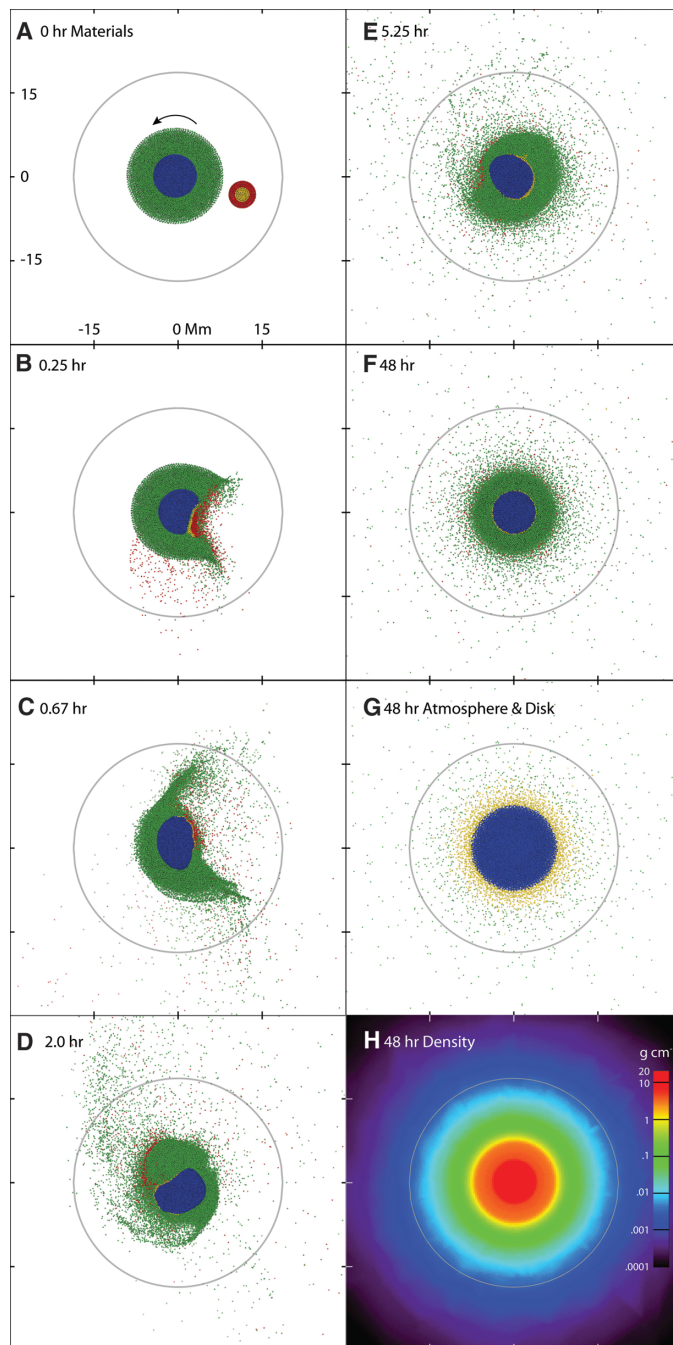 A 0 hr Materials
15
0
-15
-15 0 Mm 15
B 0.25 hr
C 0.67 hr
D 2.0 hr
E 5.25 hr
F 48 hr
G 48 hr Atmosphere & Disk
H 48 hr Density
g cm-
20
10
1
.1
.01
.001
.0001